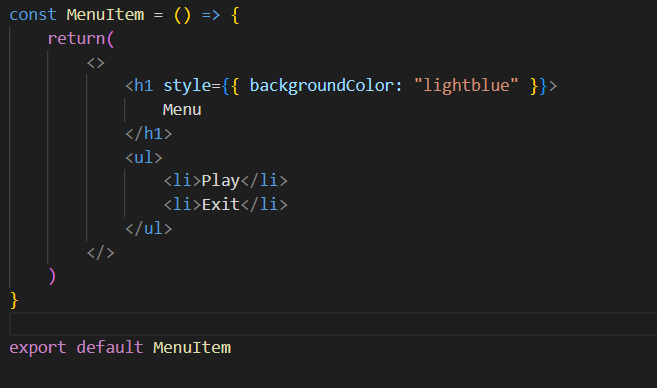 const MenuItem = () => {
    return(
        <>
            <h1 style={{ backgroundColor: "lightblue" }}>
                Menu
            </h1>
            <ul>
                <li>Play</li>
                <li>Exit</li>
            </ul>
        </>
    )
}
export default MenuItem